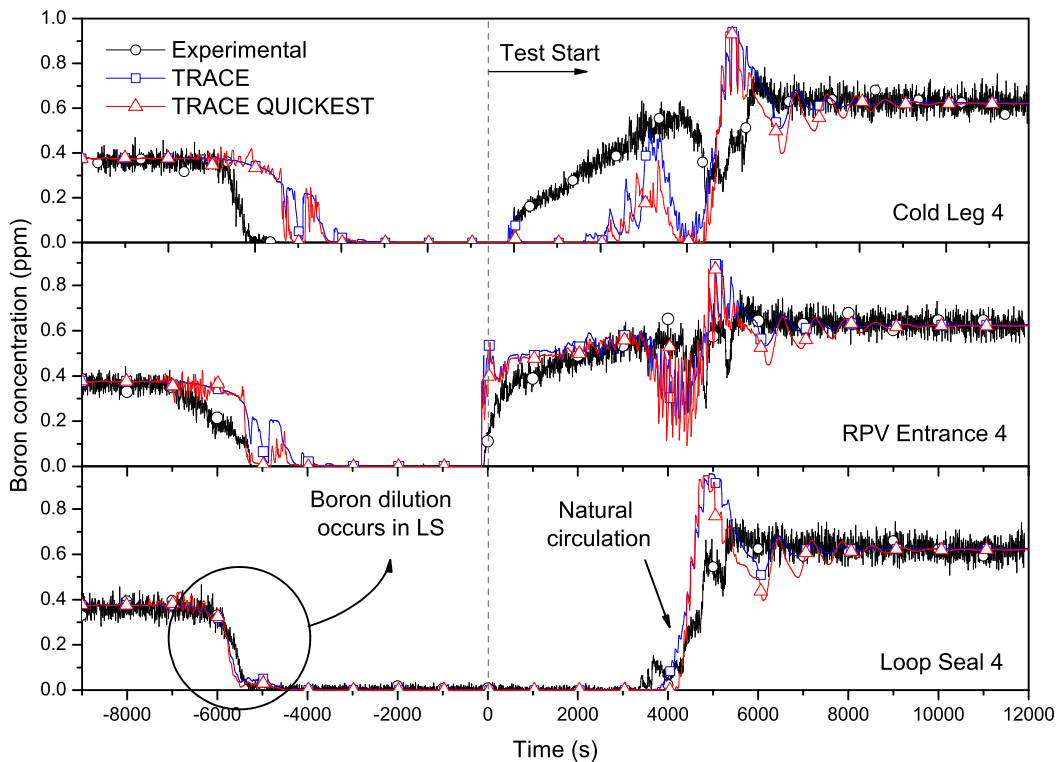 1.0
0.8
0.6
0.4
0.2
0.0
Experimental
TRACE
TRACE QUICKEST
Test Start
Cold Leg 4
Boron concentration (ppm)
0.8
0.6
0.4
0.2
0.0
RPV Entrance 4
0.8
0.6
0.4
0.2
0.0
Boron dilution
occurs in LS
Natural
circulation
Loop Seal 4
-8000 -6000 -4000 -2000 0 2000 4000 6000 8000 10000 12000
Time (s)